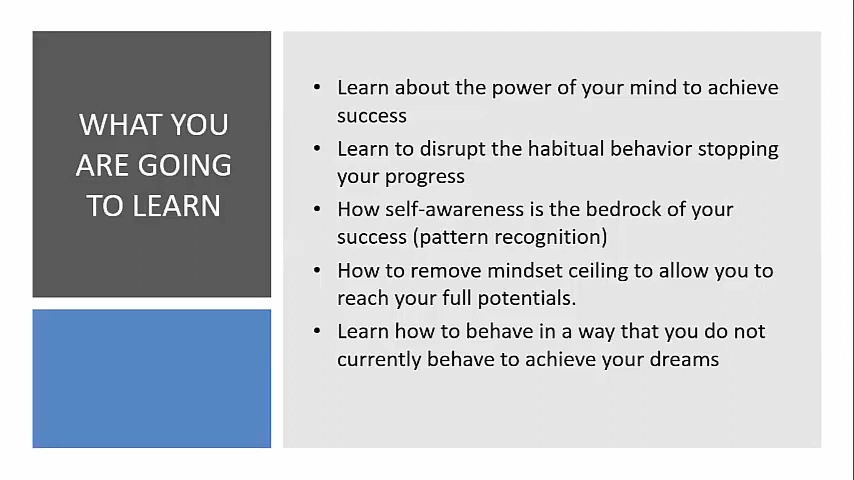 WHAT YOU
ARE GOING
TO LEARN
• Learn about the power of your mind to achieve
success
• Learn to disrupt the habitual behavior stopping
your progress
• How self-awareness is the bedrock of your
success (pattern recognition)
• How to remove mindset ceiling to allow you to
reach your full potentials.
• Learn how to behave in a way that you do not
currently behave to achieve your dreams